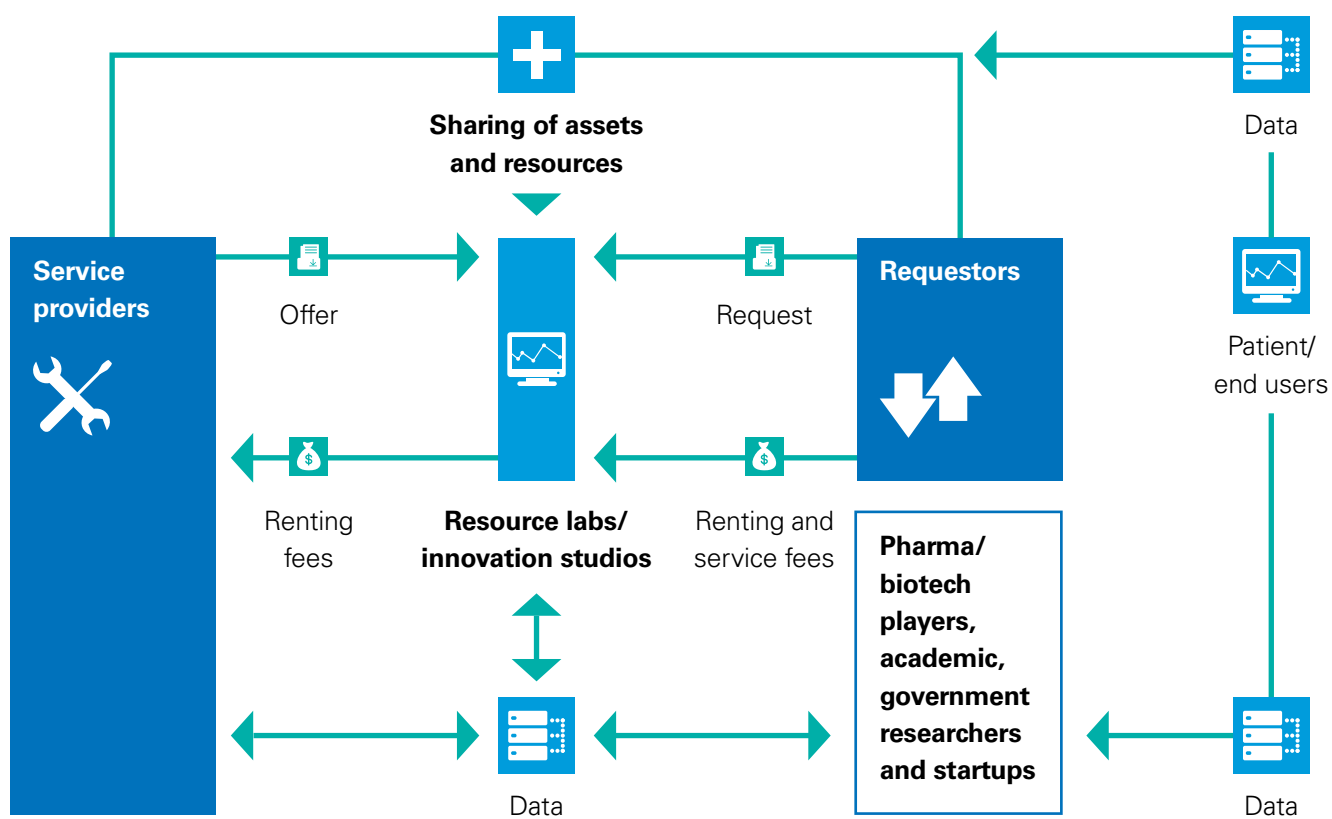 Sharing of assets
and resources
Data
Service
providers
Offer
Request
Requestors
Patient/
end users
$
Renting
fees
Resource labs/
innovation studios
$
Renting and
service fees
Pharma/
biotech
players,
academic,
government
researchers
and startups
Data
Data